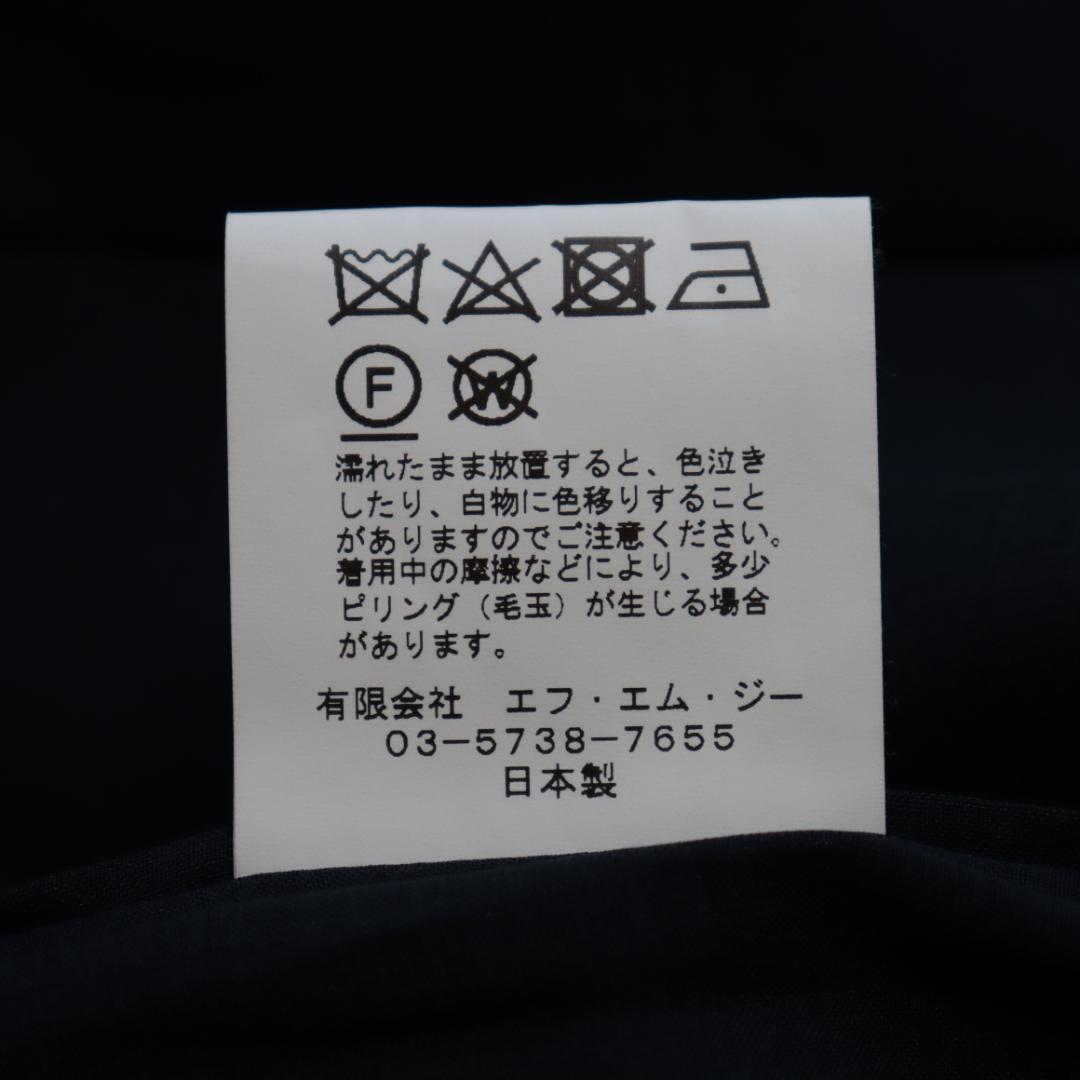 F W
濡れたまま放置すると、色泣き
したり、白物に色移りすること
がありますのでご注意ください。
着用中の摩擦などにより、多少
ピリング（毛玉）が生じる場合
があります。
有限会社　エフ・エム・ジー
０３－５７３８－７６５５
日本製